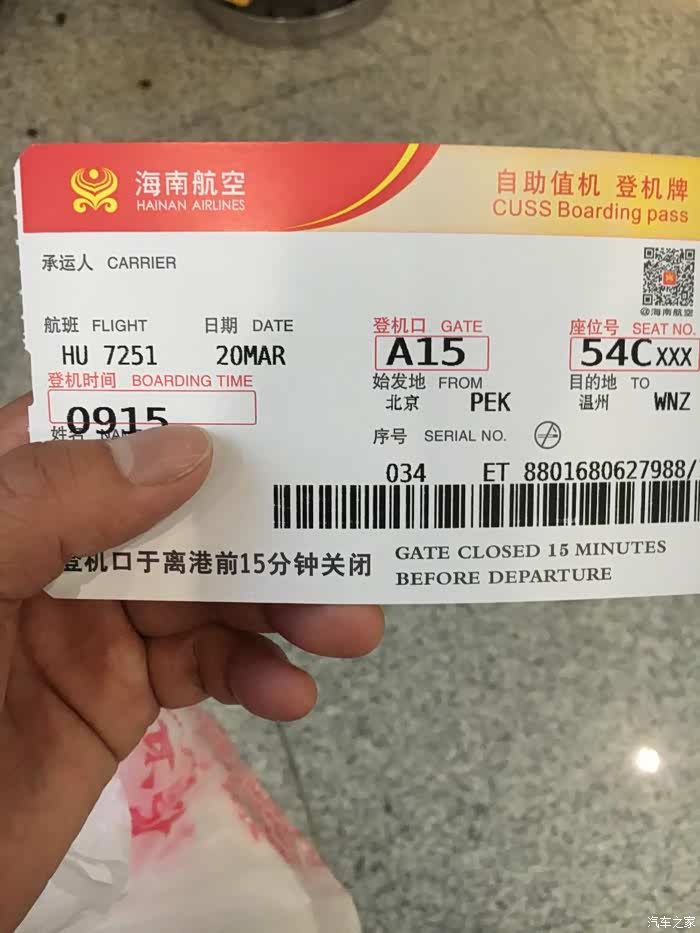 海南航空
HAINAN AIRLINES
自助值机 登机牌
CUSS Boarding pass
承运人 CARRIER
@海南航空
航班 FLIGHT 日期 DATE 登机口 GATE 座位号 SEAT NO.
HU 7251 20MAR A15 54CXXX
登机时间 BOARDING TIME 始发地 FROM 目的地 TO
0915 北京 PEK 温州 WNZ
姓名 NAM 序号 SERIAL NO.
034 ET 8801680627988/
登机口于离港前15分钟关闭 GATE CLOSED 15 MINUTES
BEFORE DEPARTURE
汽车之家